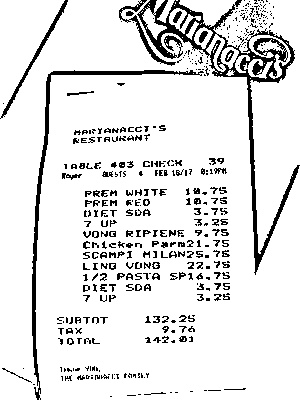 Marianacci's
MARIANACCI'S
RESTAURANT
TABLE #03 CHECK 39
GUESTS 4 FEB 18/17 8:19PM
PREM WHITE 10.75
PREM RED 10.75
DIET SDA 3.75
7 UP 3.25
VONG RIPIENE 9.75
Chicken Parm21.75
SCAMPI MILAN25.75
LING VONG 22.75
1/2 PASTA SP16.75
DIET SDA 3.75
7 UP 3.25
SUBTOT 132.25
TAX 9.76
TOTAL 142.01
THANK YOU,
THE MARIANACCI FAMILY